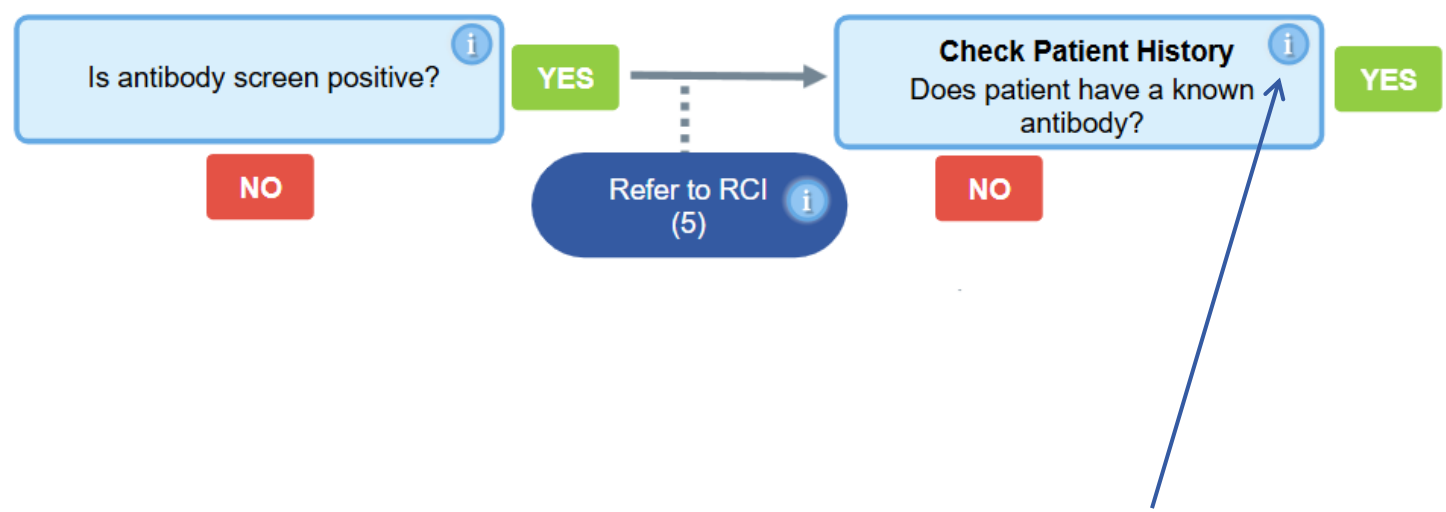 Is antibody screen positive?
i
YES
NO
Refer to RCI
(5)
i
Check Patient History
Does patient have a known
antibody?
i
YES
NO